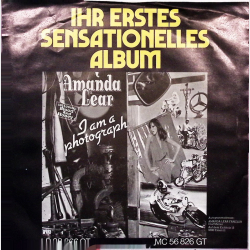 IHR ERSTES
SENSATIONELLES
ALBUM
Amanda
Lear
I am a
photograph
MC 56 826 GT